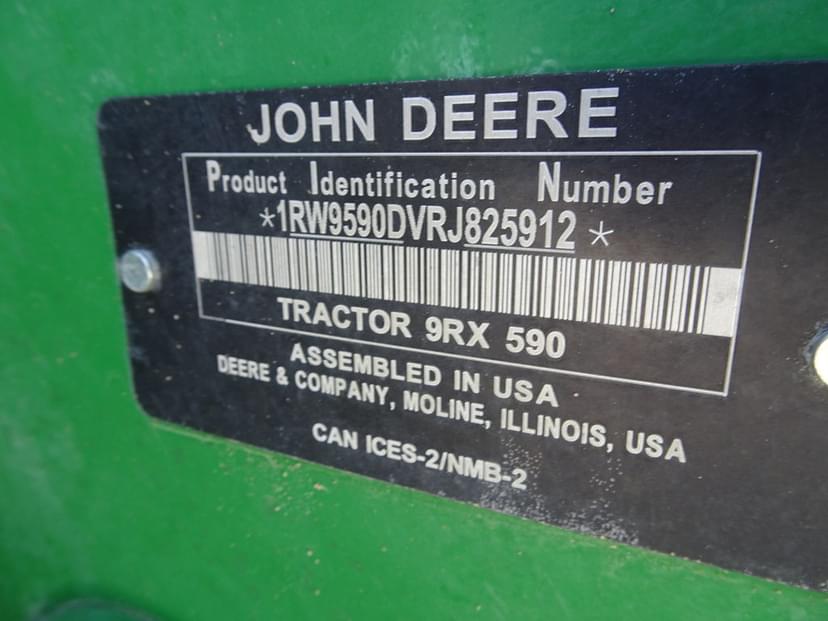 JOHN DEERE
Product Identification Number
*1RW9590DVRJ825912*
TRACTOR 9RX 590
ASSEMBLED IN USA
DEERE & COMPANY, MOLINE, ILLINOIS, USA
CAN ICES-2/NMB-2